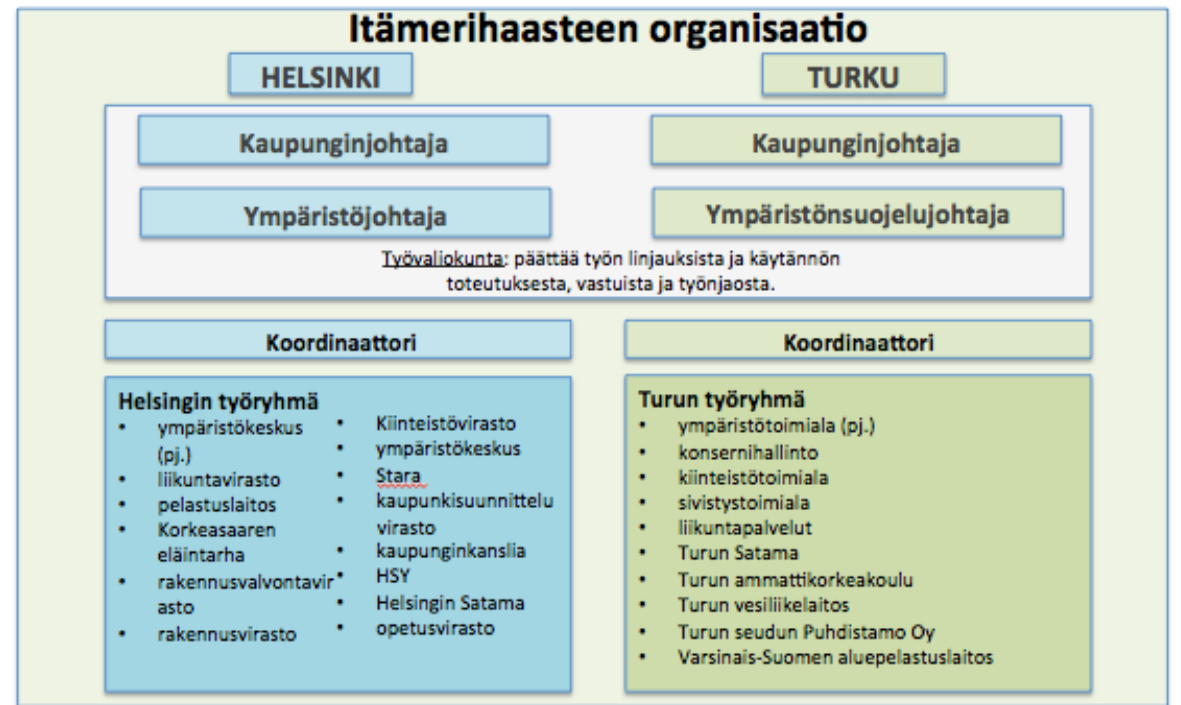 Itämerihaasteen organisaatio
HELSINKI
TURKU
Kaupunginjohtaja
Kaupunginjohtaja
Ympäristöjohtaja
Ympäristönsuojelujohtaja
Työvaliokunta: päättää työn linjauksista ja käytännön
toteutuksesta, vastuista ja työnjaosta.
Koordinaattori
Koordinaattori
Helsingin työryhmä
• ympäristökeskus
(pj.)
• liikuntavirasto
• pelastuslaitos
• Korkeasaaren
eläintarha
• rakennusvalvontavir
asto
• rakennusvirasto
• Kiinteistövirasto
• ympäristökeskus
• Stara
• kaupunkisuunnittelu
virasto
• kaupunginkanslia
• HSY
• Helsingin Satama
• opetusvirasto
Turun työryhmä
• ympäristötoimiala (pj.)
• konsernihallinto
• kiinteistötoimiala
• sivistystoimiala
• liikuntapalvelut
• Turun Satama
• Turun ammattikorkeakoulu
• Turun vesiliikelaitos
• Turun seudun Puhdistamo Oy
• Varsinais-Suomen aluepelastuslaitos